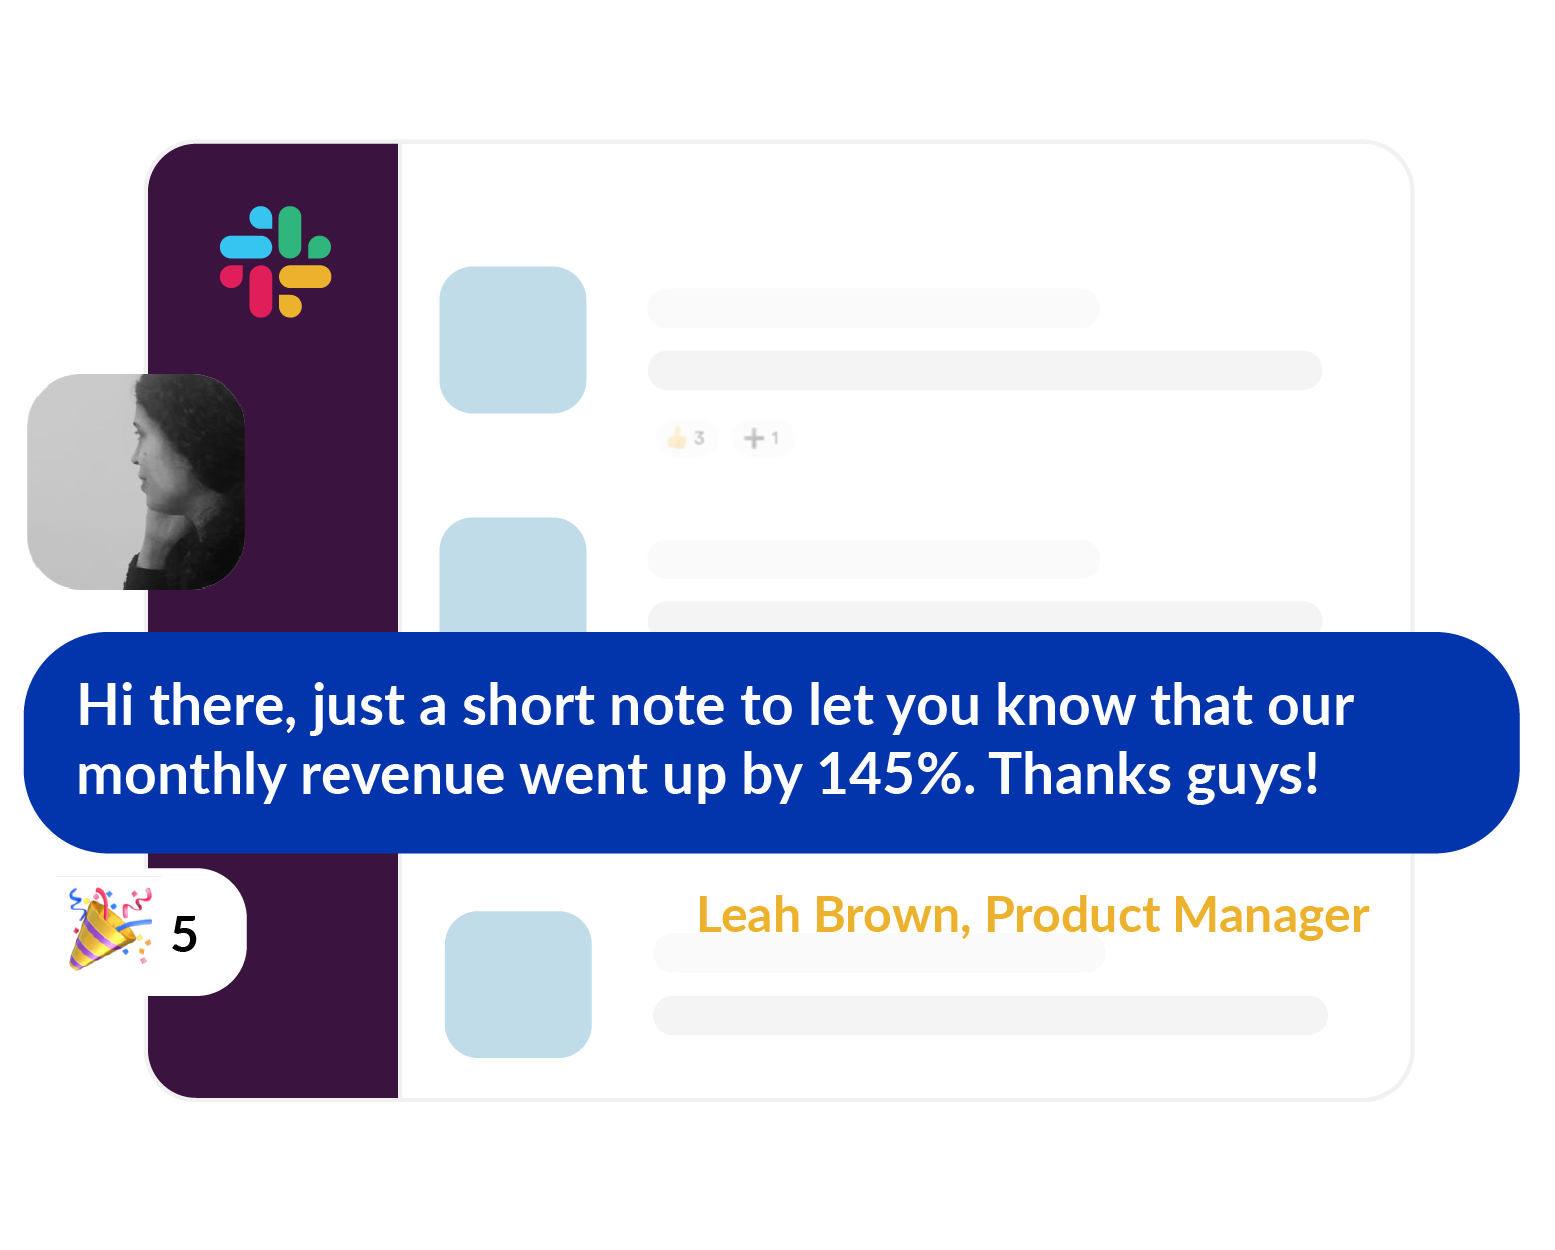 3 1
Hi there, just a short note to let you know that our
monthly revenue went up by 145%. Thanks guys!
5
Leah Brown, Product Manager